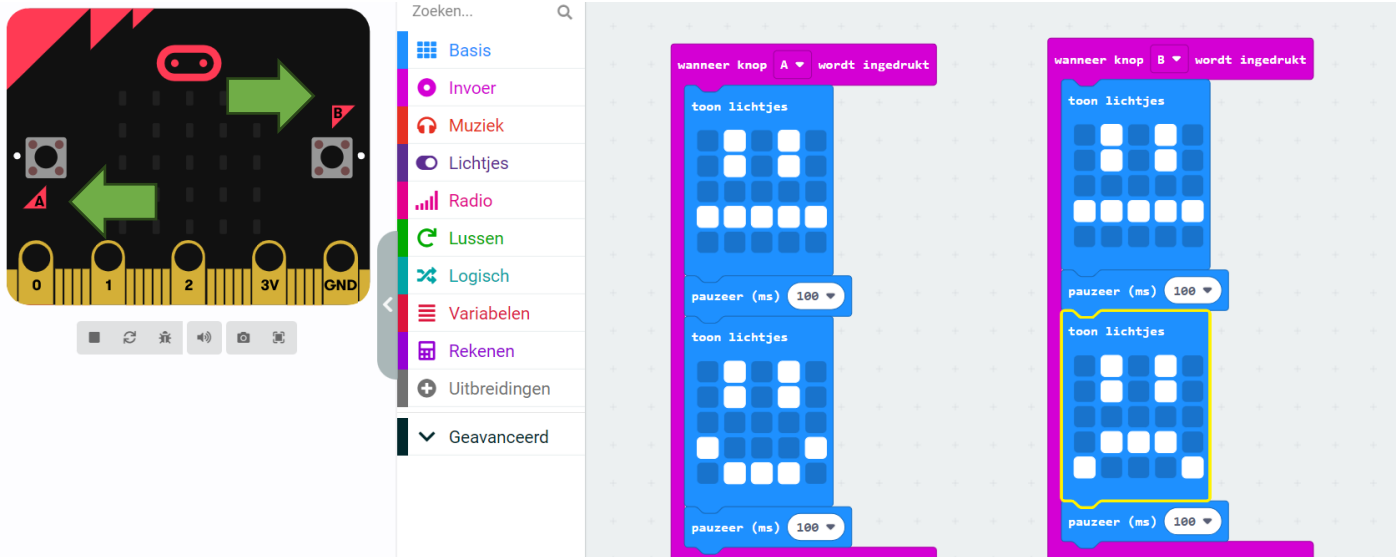 B
A
0 1 2 3V GND
Zoeken...
Basis
Invoer
Muziek
Lichtjes
Radio
Lussen
Logisch
Variabelen
Rekenen
Uitbreidingen
Geavanceerd
wanneer knop A wordt ingedrukt
toon lichtjes
pauzeer (ms) 100
toon lichtjes
pauzeer (ms) 100
wanneer knop B wordt ingedrukt
toon lichtjes
pauzeer (ms) 100
toon lichtjes
pauzeer (ms) 100